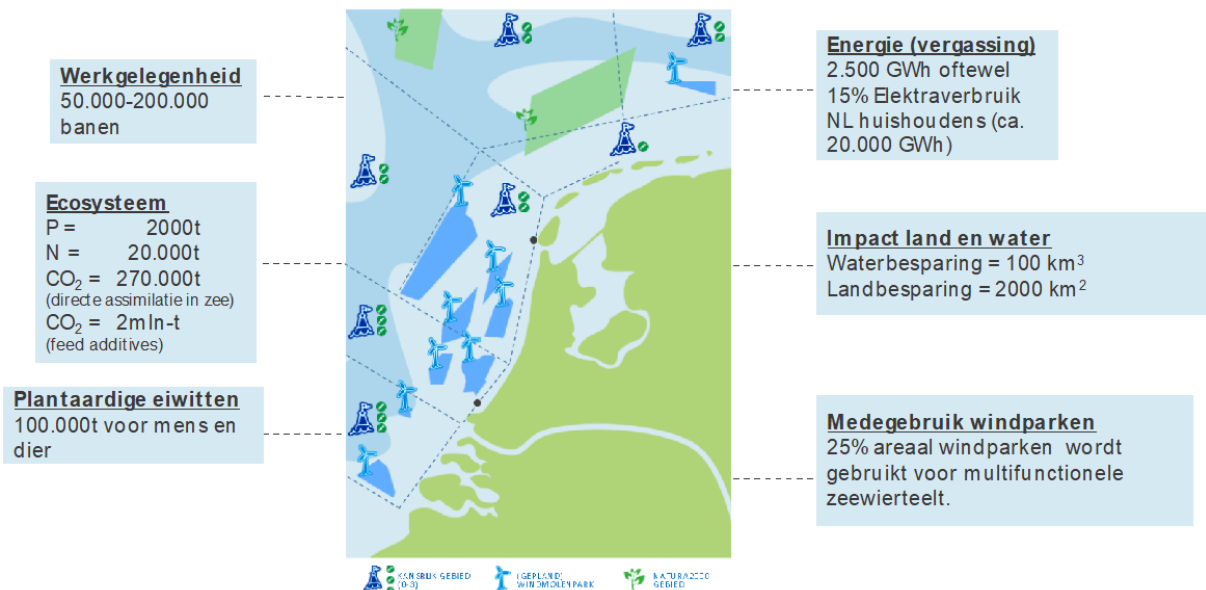 Werkgelegenheid
50.000-200.000
banen
Ecosysteem
P = 2000t
N = 20.000t
CO₂ = 270.000t
(directe assimilatie in zee)
CO₂ = 2mln-t
(feed additives)
Plantaardige eiwitten
100.000t voor mens en
dier
Energie (vergassing)
2.500 GWh oftewel
15% Elektraverbruik
NL huishoudens (ca.
20.000 GWh)
Impact land en water
Waterbesparing = 100 km³
Landbesparing = 2000 km²
Medegebruik windparken
25% areaal windparken wordt
gebruikt voor multifunctionele
zeewierteelt.
KANSRIJK GEBIED
(0-3)
(GEPLAND)
WINDMOLENPARK
NATURA2000
GEBIED